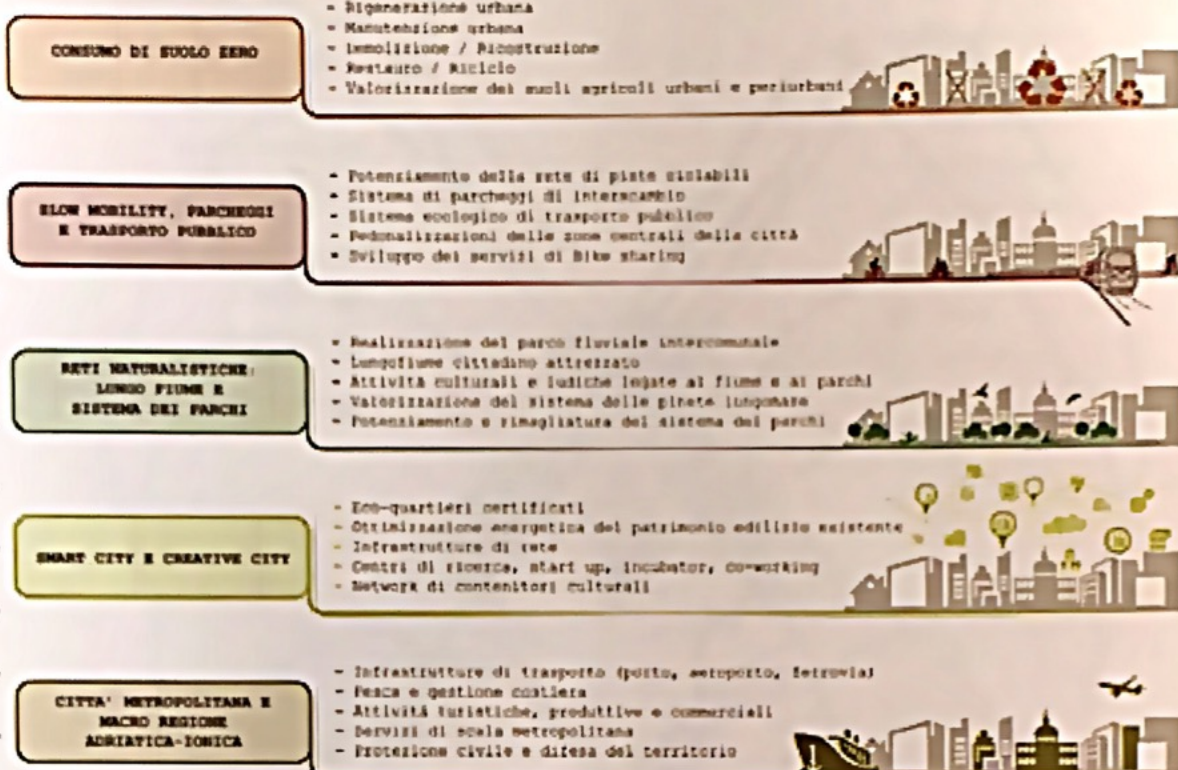 CONSUMO DI SUOLO ZERO
- Rigenerazione urbana
- Manutenzione urbana
- Demolizione / Ricostruzione
- Restauro / Riciclo
- Valorizzazione dei suoli agricoli urbani e periurbani
SLOW MOBILITY, PARCHEGGI
E TRASPORTO PUBBLICO
- Potenziamento della rete di piste ciclabili
- Sistema di parcheggi di interscambio
- Sistema ecologico di trasporto pubblico
- Pedonalizzazioni delle zone centrali della città
- Sviluppo dei servizi di Bike sharing
RETI NATURALISTICHE:
LUNGO FIUME E
SISTEMA DEI PARCHI
- Realizzazione del parco fluviale intercomunale
- Lungofiume cittadino attrezzato
- Attività culturali e ludiche legate al fiume e ai parchi
- Valorizzazione del sistema delle pinete lungomare
- Potenziamento e rimagliatura del sistema dei parchi
SMART CITY E CREATIVE CITY
- Eco-quartieri certificati
- Ottimizzazione energetica del patrimonio edilizio esistente
- Infrastrutture di rete
- Centri di ricerca, start up, incubator, co-working
- Network di contenitori culturali
CITTA' METROPOLITANA E
MACRO REGIONE
ADRIATICA-IONICA
- Infrastrutture di trasporto (porto, aeroporto, ferrovia)
- Pesca e gestione costiera
- Attività turistiche, produttive e commerciali
- Servizi di scala metropolitana
- Protezione civile e difesa del territorio